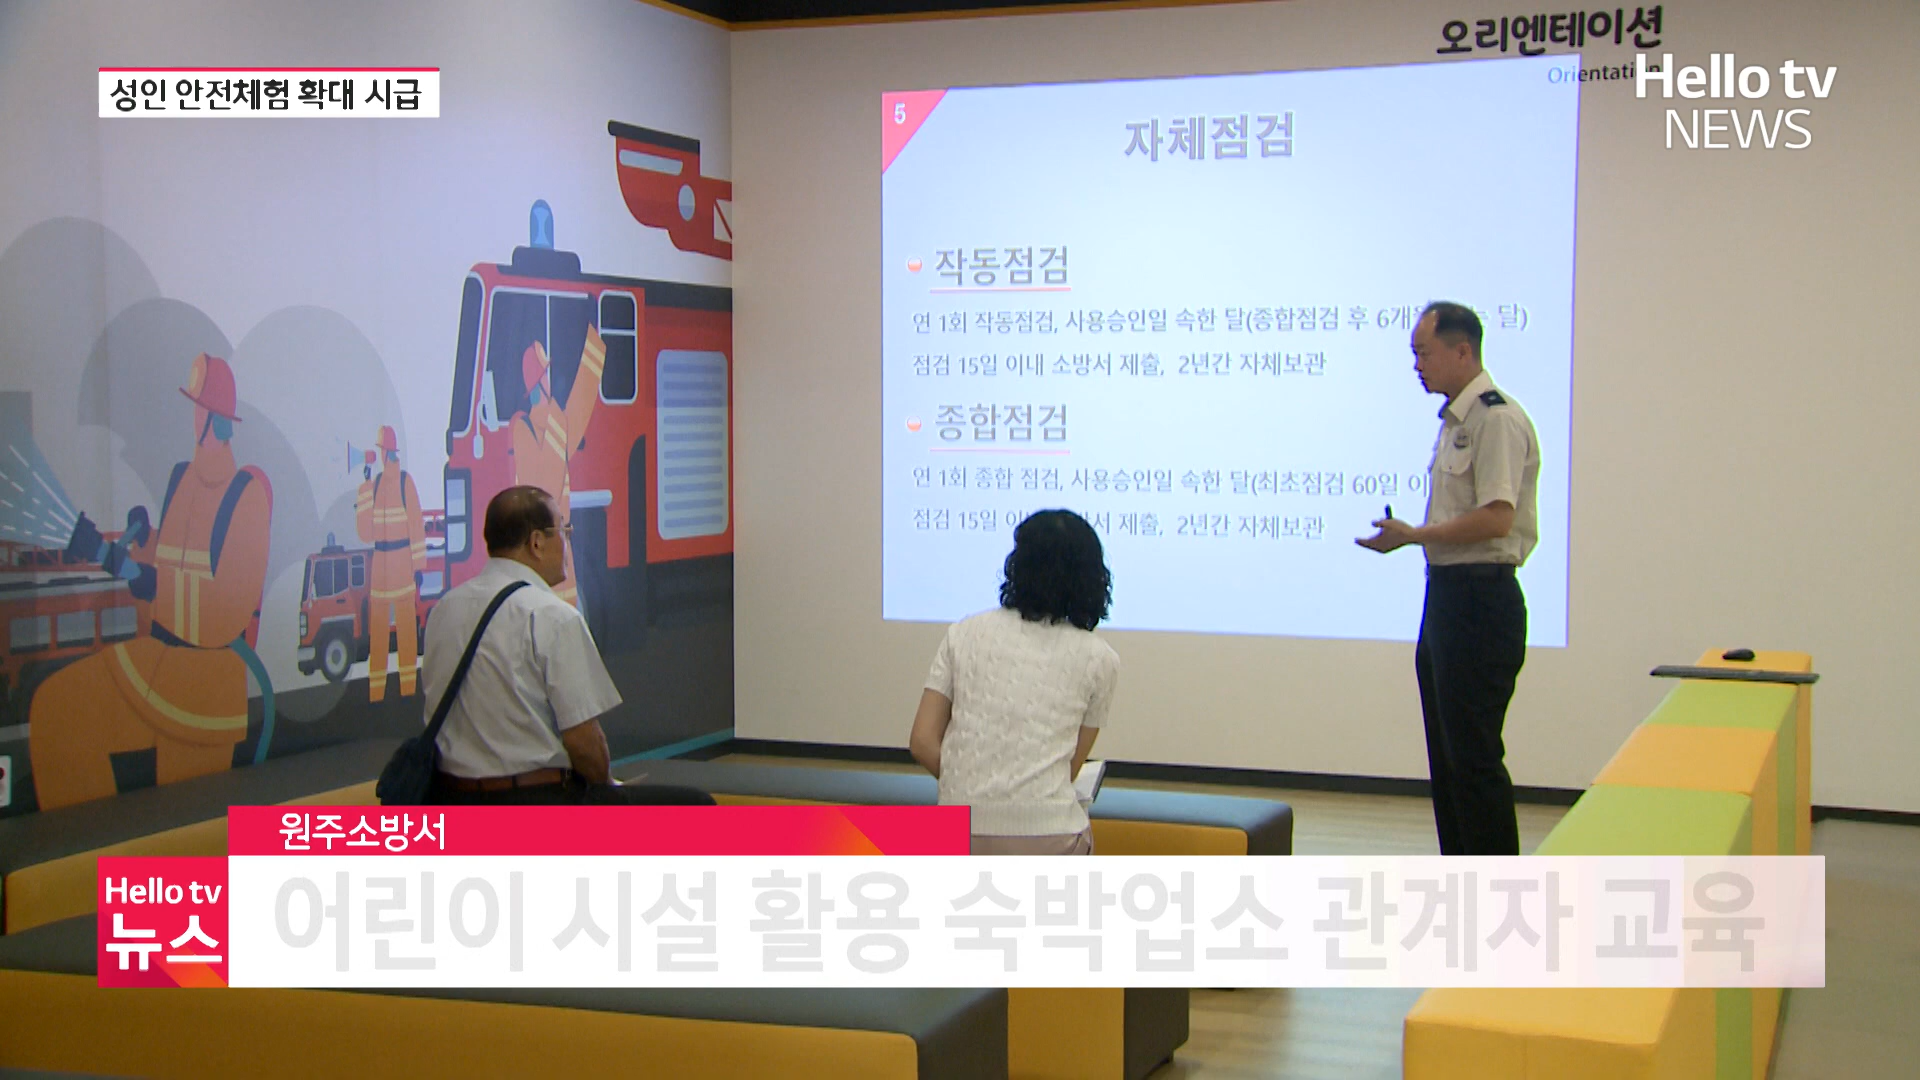 오리엔테이션
Hello tv
NEWS
성인 안전체험 확대 시급
5
자체점검
작동점검
연 1회 작동점검, 사용승인일 속한 달(종합점검 후 6개 달)
점검 15일 이내 소방서 제출, 2년간 자체보관
종합점검
연 1회 종합 점검, 사용승인일 속한 달(최초점검 60일 이
점검 15일 제출, 2년간 자체보관
원주소방서
Hello tv
뉴스
어린이 시설 활용 숙박업소 관계자 교육